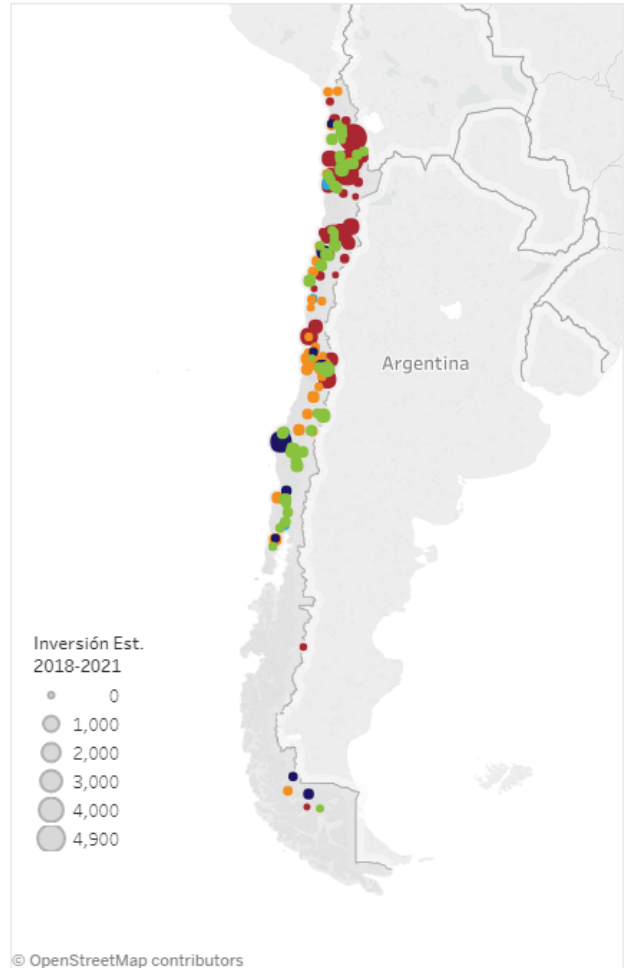 Argentina
Inversión Est.
2018-2021
0
1,000
2,000
3,000
4,000
4,900
© OpenStreetMap contributors